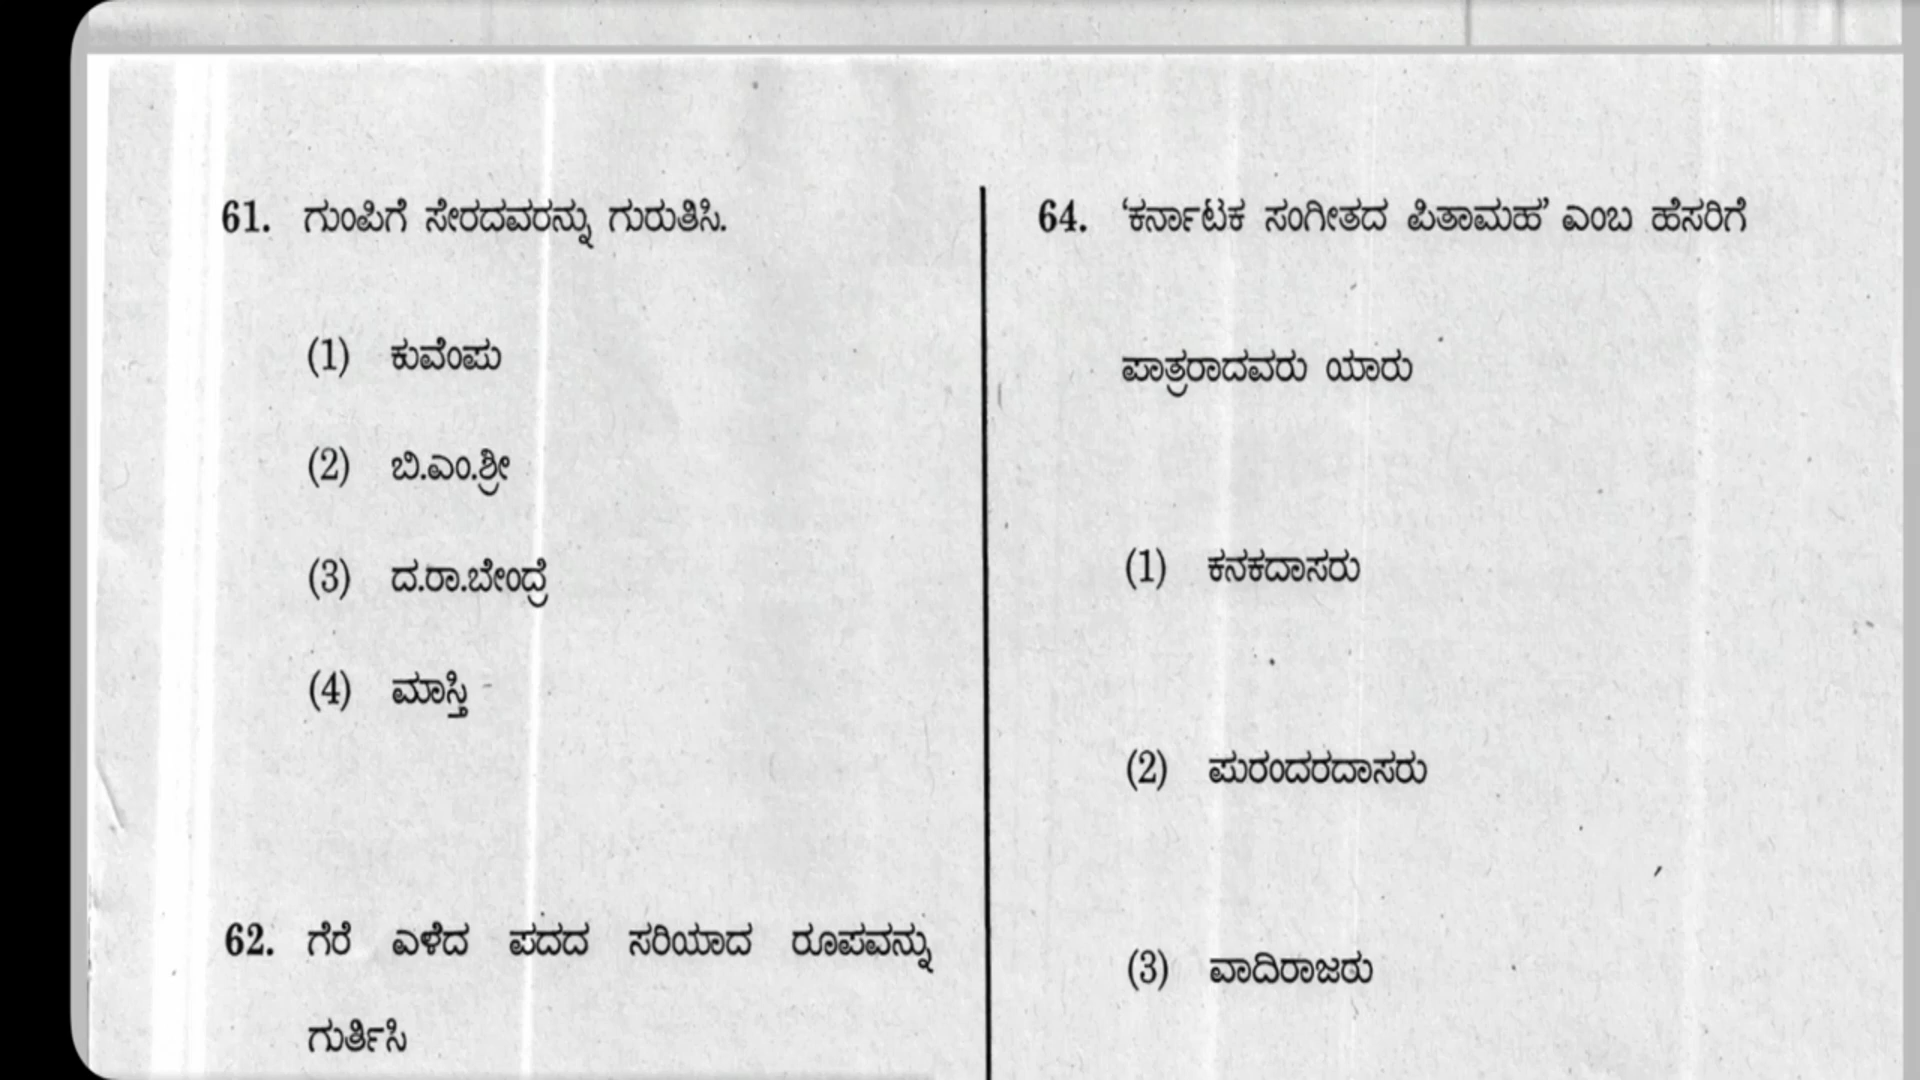 61. ಗುಂಪಿಗೆ ಸೇರದವರನ್ನು ಗುರುತಿಸಿ.
(1) ಕುವೆಂಪು
(2) ಬಿ.ಎಂ.ಶ್ರೀ
(3) ದ.ರಾ.ಬೇಂದ್ರೆ
(4) ಮಾಸ್ತಿ
62. ಗೆರೆ ಎಳೆದ ಪದದ ಸರಿಯಾದ ರೂಪವನ್ನು
ಗುರ್ತಿಸಿ
64. ‘ಕರ್ನಾಟಕ ಸಂಗೀತದ ಪಿತಾಮಹ’ ಎಂಬ ಹೆಸರಿಗೆ
ಪಾತ್ರರಾದವರು ಯಾರು
(1) ಕನಕದಾಸರು
(2) ಪುರಂದರದಾಸರು
(3) ವಾದಿರಾಜರು